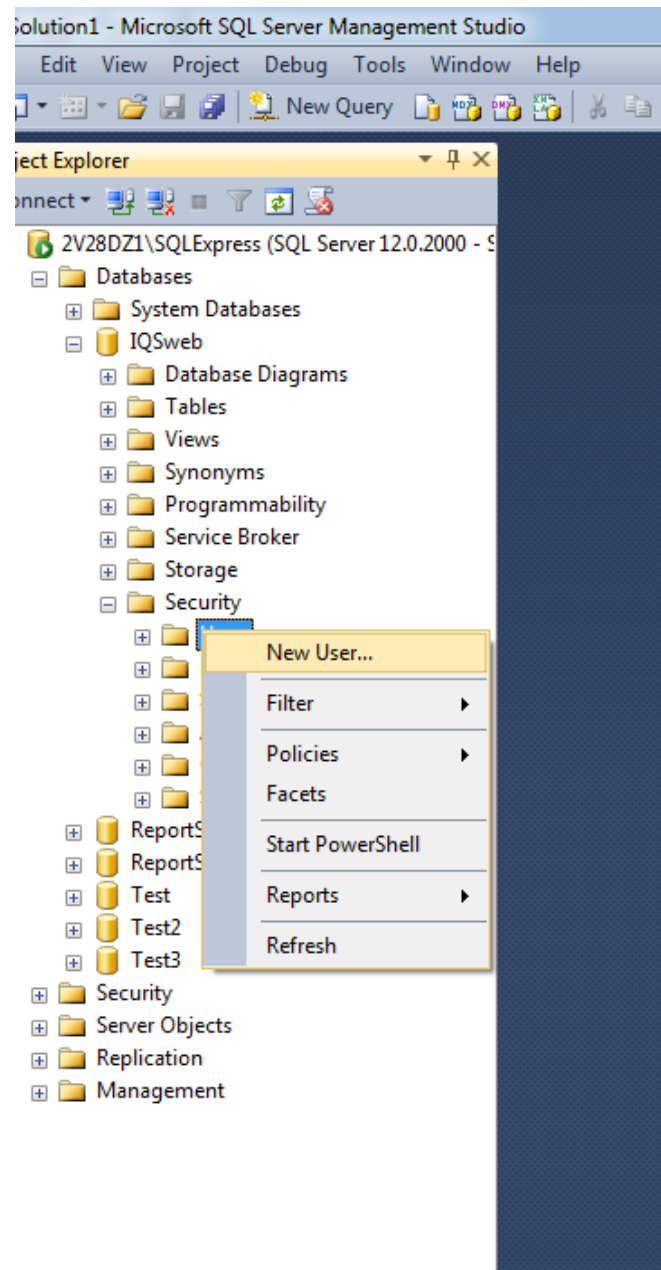 Solution1 - Microsoft SQL Server Management Studio
Edit View Project Debug Tools Window Help
New Query
ject Explorer
onnect
2V28DZ1\SQLExpress (SQL Server 12.0.2000 - S
Databases
System Databases
IQSweb
Database Diagrams
Tables
Views
Synonyms
Programmability
Service Broker
Storage
Security
New User...
Filter
Policies
Facets
Start PowerShell
Reports
Refresh
ReportS
ReportS
Test
Test2
Test3
Security
Server Objects
Replication
Management